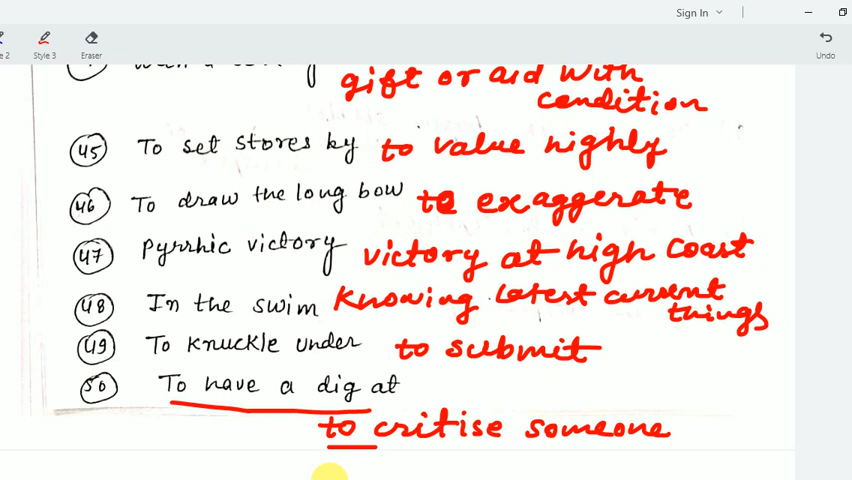 Sign In
Style 3
Eraser
Undo
gift or aid with
condition
45 To set stores by to value highly
46 To draw the long bow to exaggerate
47 Pyrrhic victory victory at high coast
48 In the swim Knowing latest current
things
49 To knuckle under to submit
50 To have a dig at
to critise someone